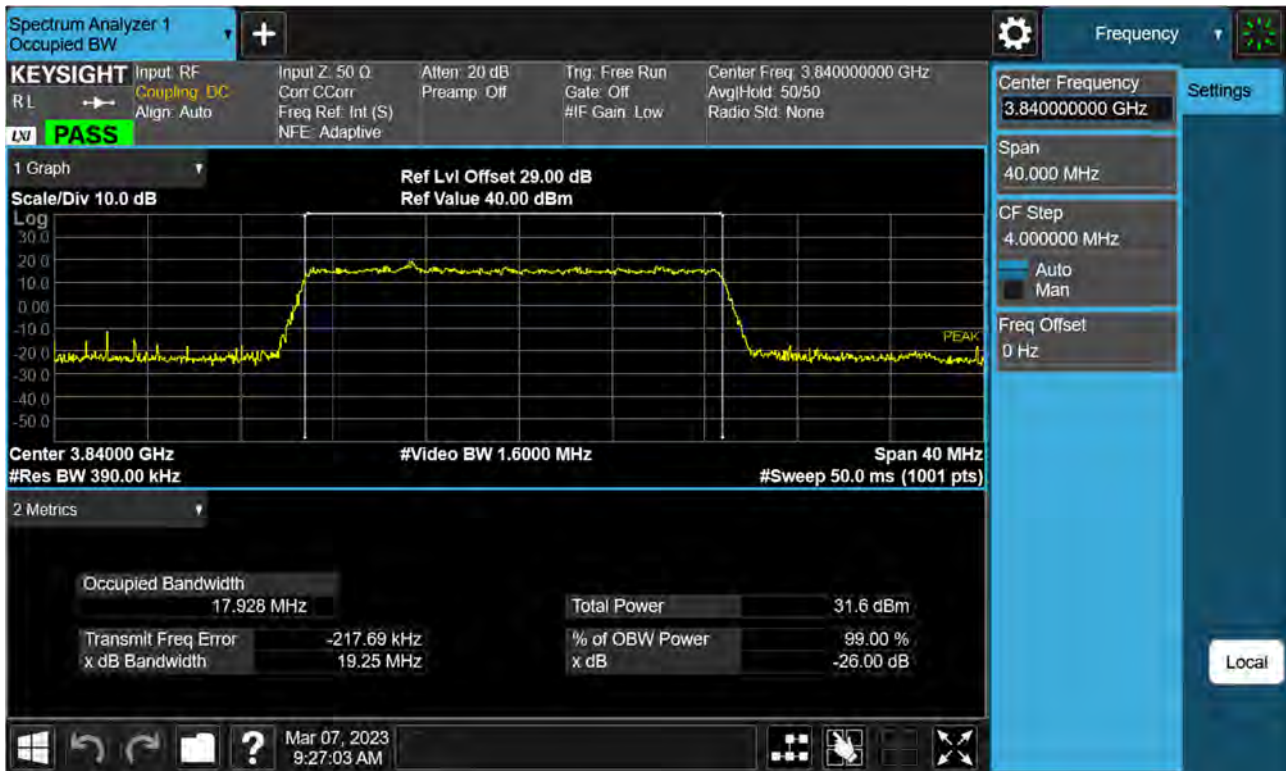 Spectrum Analyzer 1
Occupied BW
+
Frequency
KEYSIGHT
R L
LXI
PASS
Input: RF
Coupling: DC
Align: Auto
Input Z: 50 Ω
Corr CCorr
Freq Ref: Int (S)
NFE: Adaptive
Atten: 20 dB
Preamp: Off
Trig: Free Run
Gate: Off
#IF Gain: Low
Center Freq: 3.840000000 GHz
Avg|Hold: 50/50
Radio Std: None
Center Frequency
3.840000000 GHz
Settings
Span
40.000 MHz
CF Step
4.000000 MHz
Auto
Man
Freq Offset
0 Hz
1 Graph
Scale/Div 10.0 dB
Ref Lvl Offset 29.00 dB
Ref Value 40.00 dBm
Log
30.0
20.0
10.0
0.00
-10.0
-20.0
-30.0
-40.0
-50.0
PEAK
Center 3.84000 GHz
#Video BW 1.6000 MHz
Span 40 MHz
#Res BW 390.00 kHz
#Sweep 50.0 ms (1001 pts)
2 Metrics
Occupied Bandwidth
17.928 MHz
Total Power 31.6 dBm
Transmit Freq Error -217.69 kHz
% of OBW Power 99.00 %
x dB Bandwidth 19.25 MHz
x dB -26.00 dB
Local
?
Mar 07, 2023
9:27:03 AM